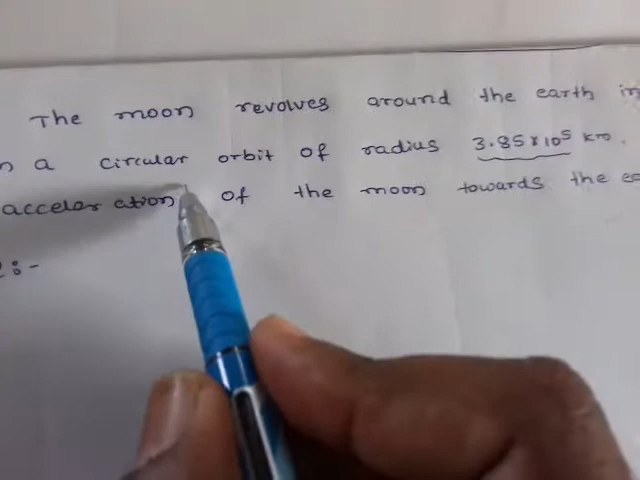 The moon revolves around the earth in
a circular orbit of radius 3.85×10⁵ km.
acceleration of the moon towards the
:-